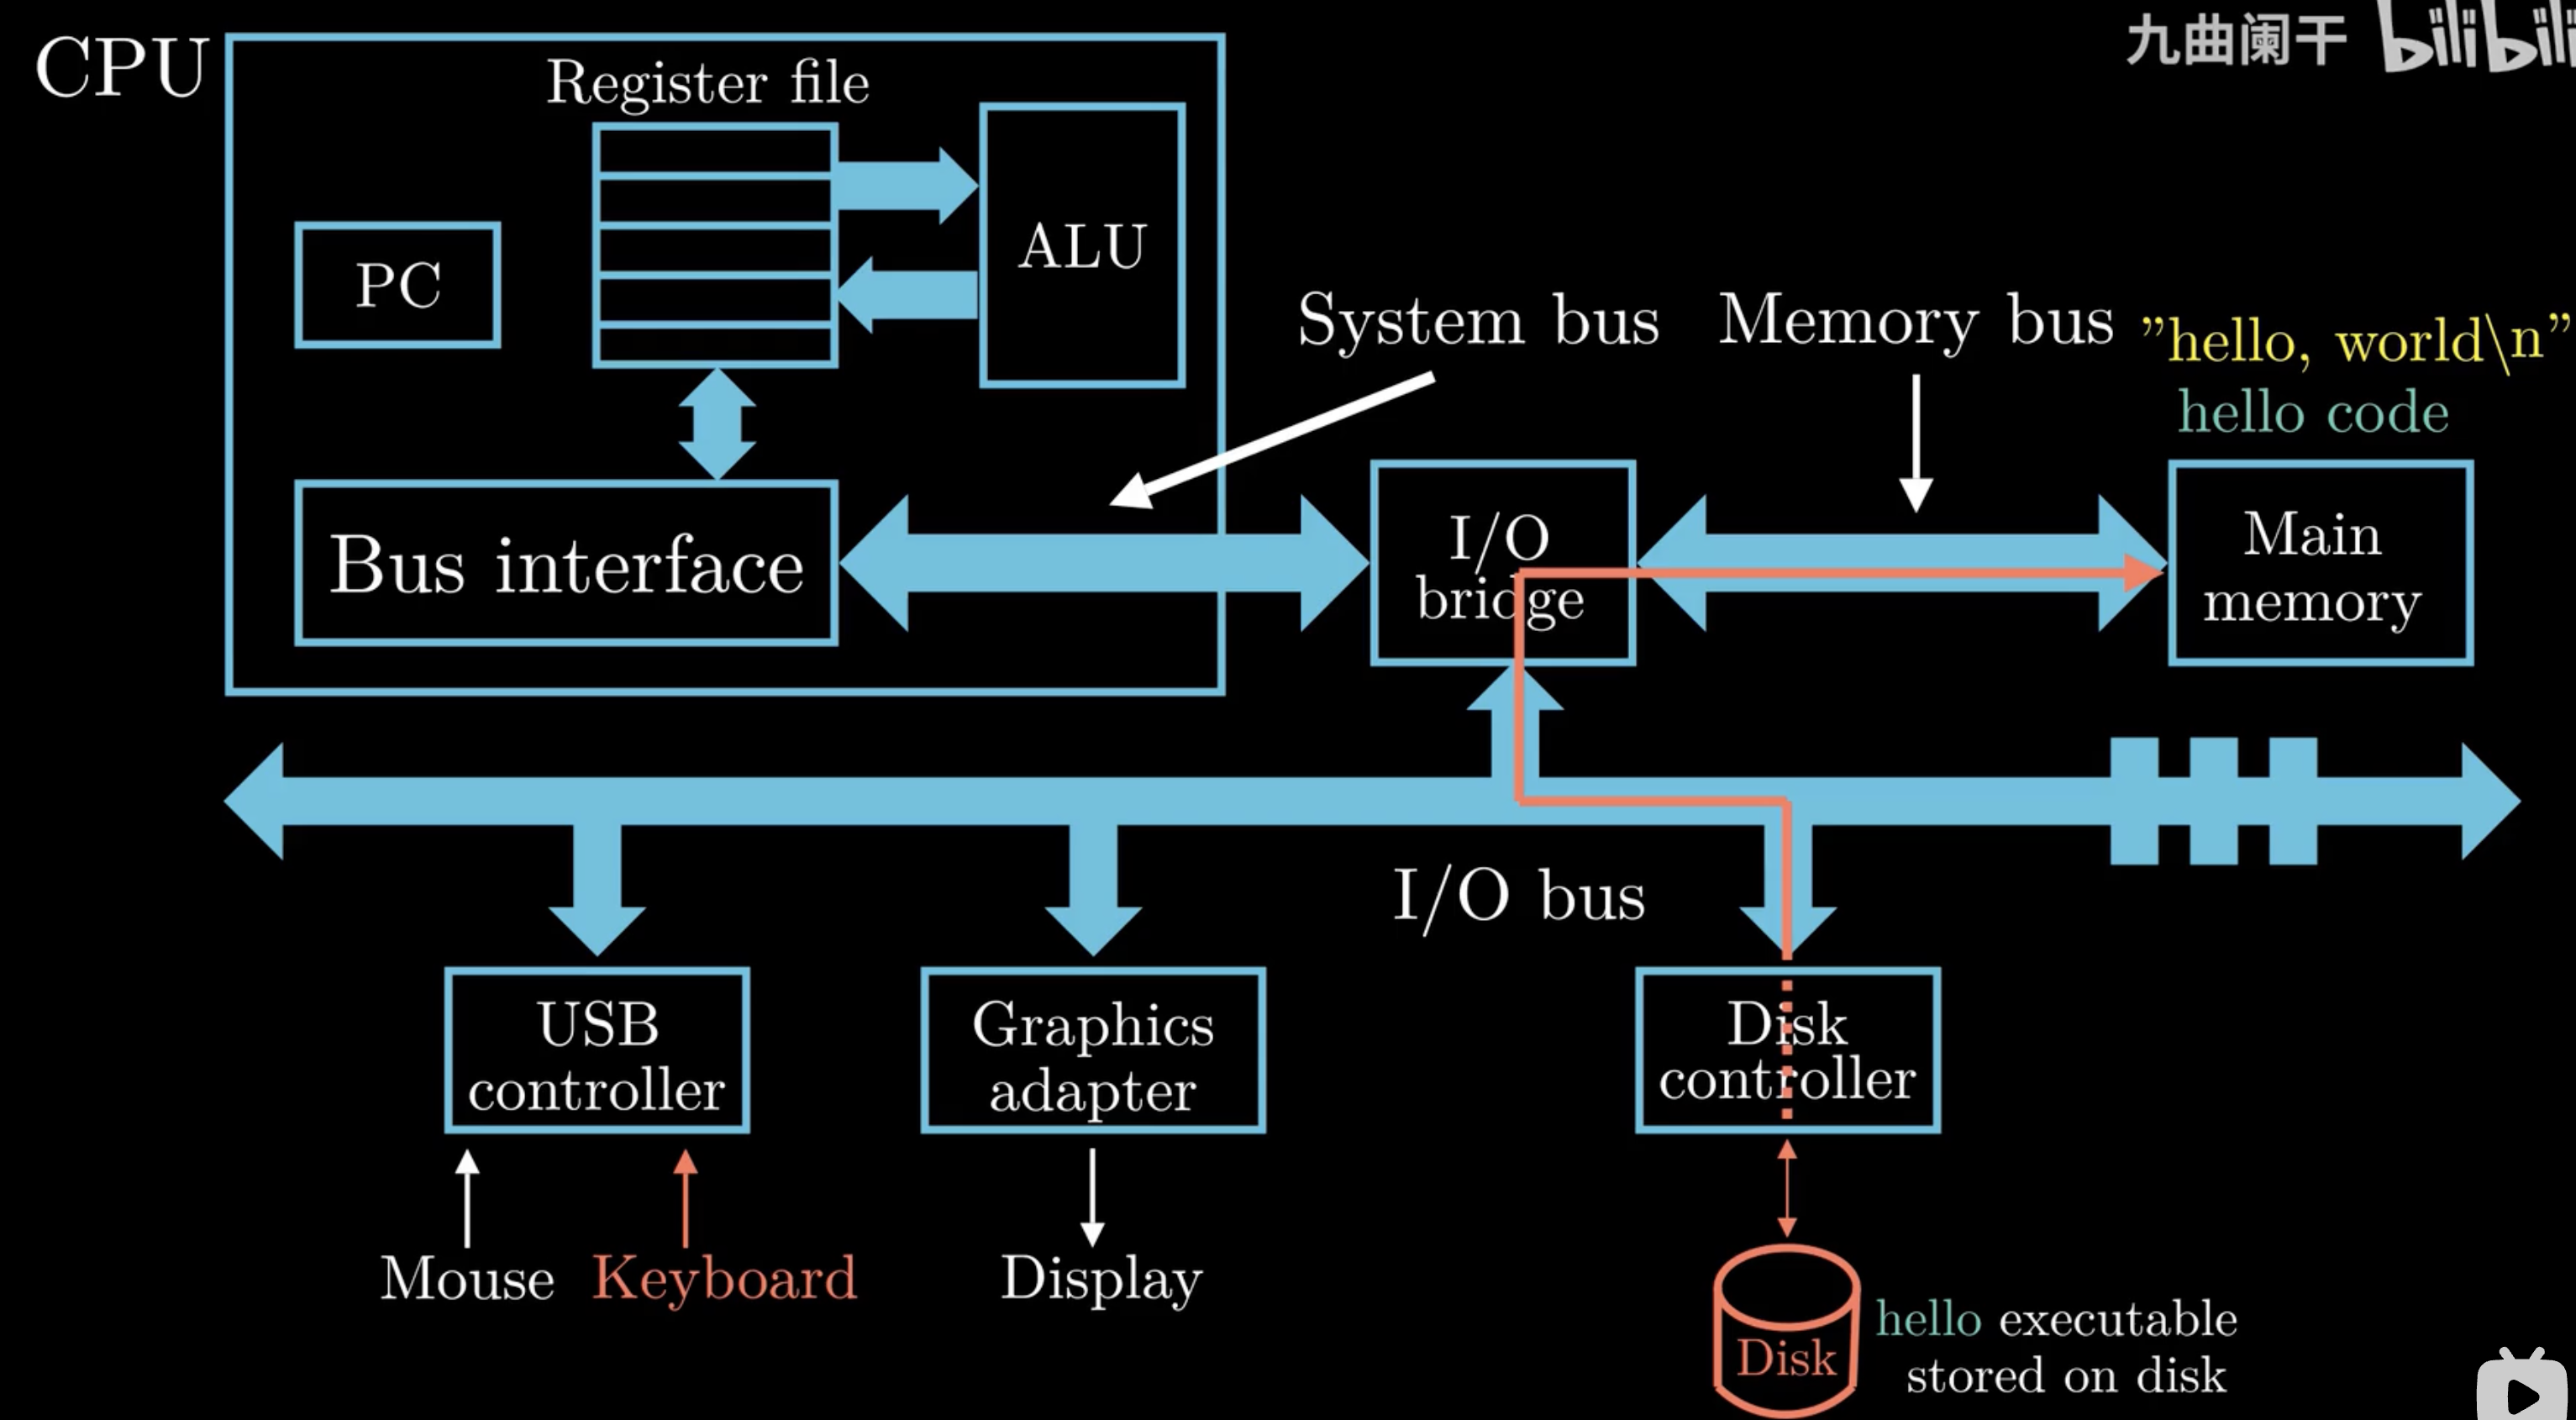 CPU
九曲阑干 bilibili
Register file
ALU
PC
System bus
Memory bus
"hello, world\n"
hello code
Bus interface
I/O
bridge
Main
memory
I/O bus
USB
controller
Graphics
adapter
Disk
controller
Mouse
Keyboard
Display
Disk
hello executable
stored on disk